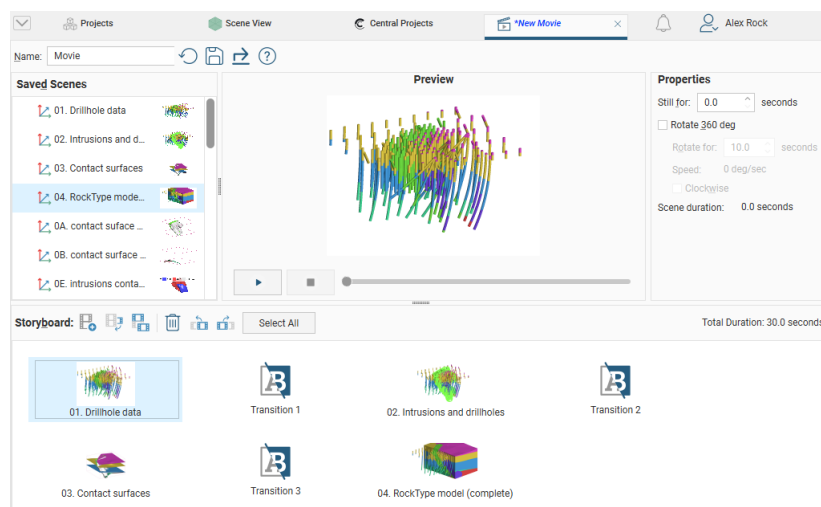 Projects
Scene View
Central Projects
*New Movie
Alex Rock
Name: Movie
Saved Scenes
01. Drillhole data
02. Intrusions and d...
03. Contact surfaces
04. RockType mode...
0A. contact suface ...
0B. contact surface ...
0E. intrusions conta...
Preview
Properties
Still for: 0.0 seconds
Rotate 360 deg
Rotate for: 10.0 seconds
Speed: 0 deg/sec
Clockwise
Scene duration: 0.0 seconds
Storyboard:
Select All
Total Duration: 30.0 seconds
01. Drillhole data
Transition 1
02. Intrusions and drillholes
Transition 2
03. Contact surfaces
Transition 3
04. RockType model (complete)